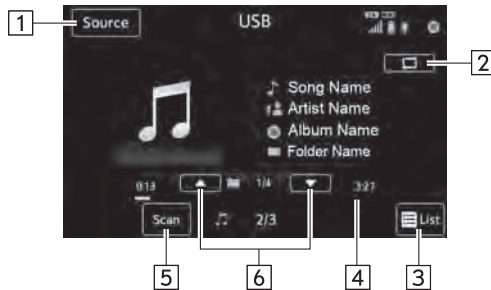 1 Source USB
2
Song Name
Artist Name
Album Name
Folder Name
0:13 1/4 3:27
Scan 2/3 List
5 6 4 3